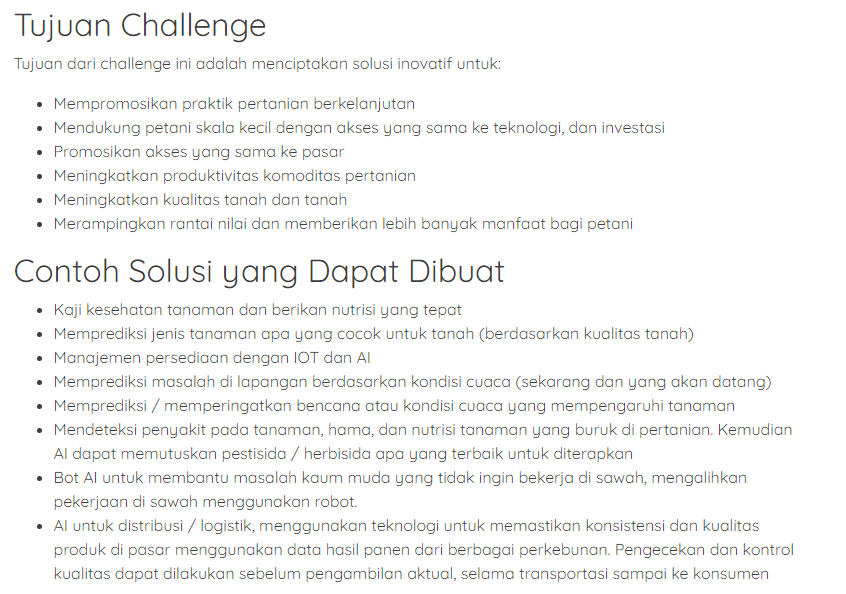 Tujuan Challenge
Tujuan dari challenge ini adalah menciptakan solusi inovatif untuk:
• Mempromosikan praktik pertanian berkelanjutan
• Mendukung petani skala kecil dengan akses yang sama ke teknologi, dan investasi
• Promosikan akses yang sama ke pasar
• Meningkatkan produktivitas komoditas pertanian
• Meningkatkan kualitas tanah dan tanah
• Merampingkan rantai nilai dan memberikan lebih banyak manfaat bagi petani
Contoh Solusi yang Dapat Dibuat
• Kaji kesehatan tanaman dan berikan nutrisi yang tepat
• Memprediksi jenis tanaman apa yang cocok untuk tanah (berdasarkan kualitas tanah)
• Manajemen persediaan dengan IOT dan AI
• Memprediksi masalah di lapangan berdasarkan kondisi cuaca (sekarang dan yang akan datang)
• Memprediksi / memperingatkan bencana atau kondisi cuaca yang mempengaruhi tanaman
• Mendeteksi penyakit pada tanaman, hama, dan nutrisi tanaman yang buruk di pertanian. Kemudian
AI dapat memutuskan pestisida / herbisida apa yang terbaik untuk diterapkan
• Bot AI untuk membantu masalah kaum muda yang tidak ingin bekerja di sawah, mengalihkan
pekerjaan di sawah menggunakan robot.
• AI untuk distribusi / logistik, menggunakan teknologi untuk memastikan konsistensi dan kualitas
produk di pasar menggunakan data hasil panen dari berbagai perkebunan. Pengecekan dan kontrol
kualitas dapat dilakukan sebelum pengambilan aktual, selama transportasi sampai ke konsumen